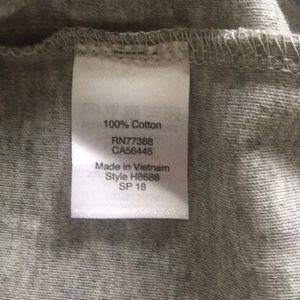 100% Cotton
RN77388
CA56445
Made in Vietnam
Style H8688
SP 18